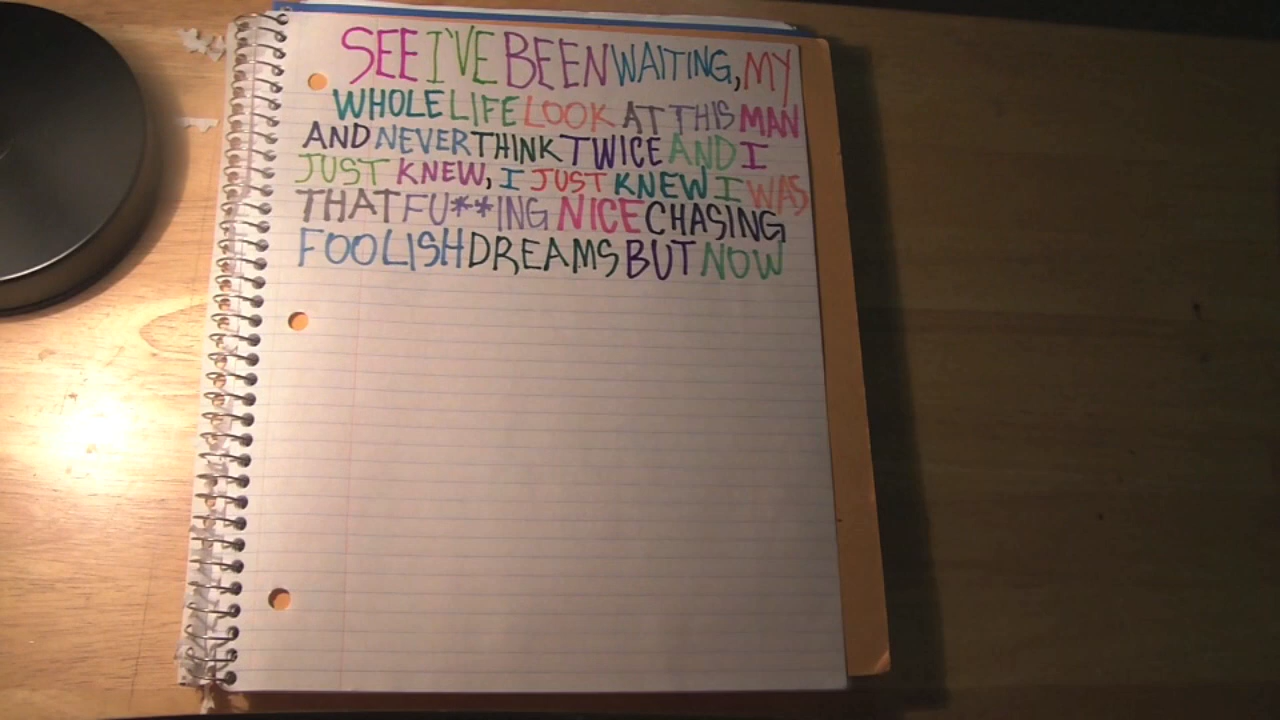 SEE I'VE BEEN WAITING, MY
WHOLE LIFE LOOK AT THIS MAN
AND NEVER THINK TWICE AND I
JUST KNEW, I JUST KNEW I WAS
THAT FU**ING NICE CHASING
FOOLISH DREAMS BUT NOW